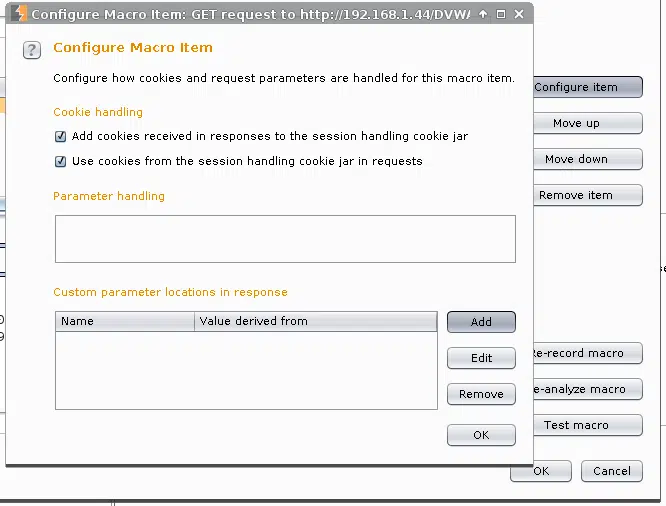 Configure Macro Item: GET request to http://192.168.1.44/DVWA
?
Configure Macro Item
Configure how cookies and request parameters are handled for this macro item.
Cookie handling
Add cookies received in responses to the session handling cookie jar
Use cookies from the session handling cookie jar in requests
Parameter handling
Custom parameter locations in response
Name
Value derived from
Add
Edit
Remove
OK
Configure item
Move up
Move down
Remove item
Re-record macro
e-analyze macro
Test macro
OK
Cancel